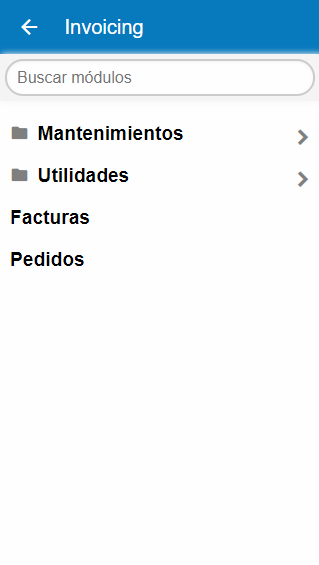 Invoicing
Buscar módulos
Mantenimientos
Utilidades
Facturas
Pedidos